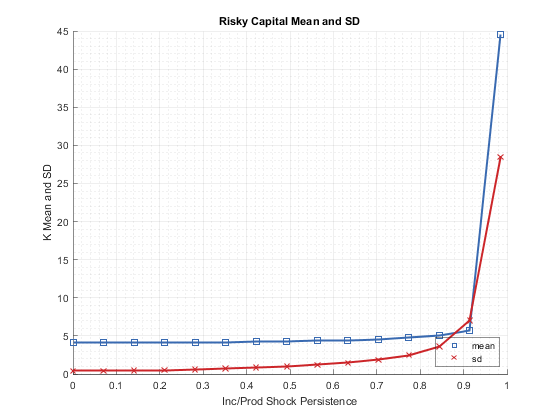 Risky Capital Mean and SD
K Mean and SD
45
40
35
30
25
20
15
10
5
0
0 0.1 0.2 0.3 0.4 0.5 0.6 0.7 0.8 0.9 1
Inc/Prod Shock Persistence
mean
sd